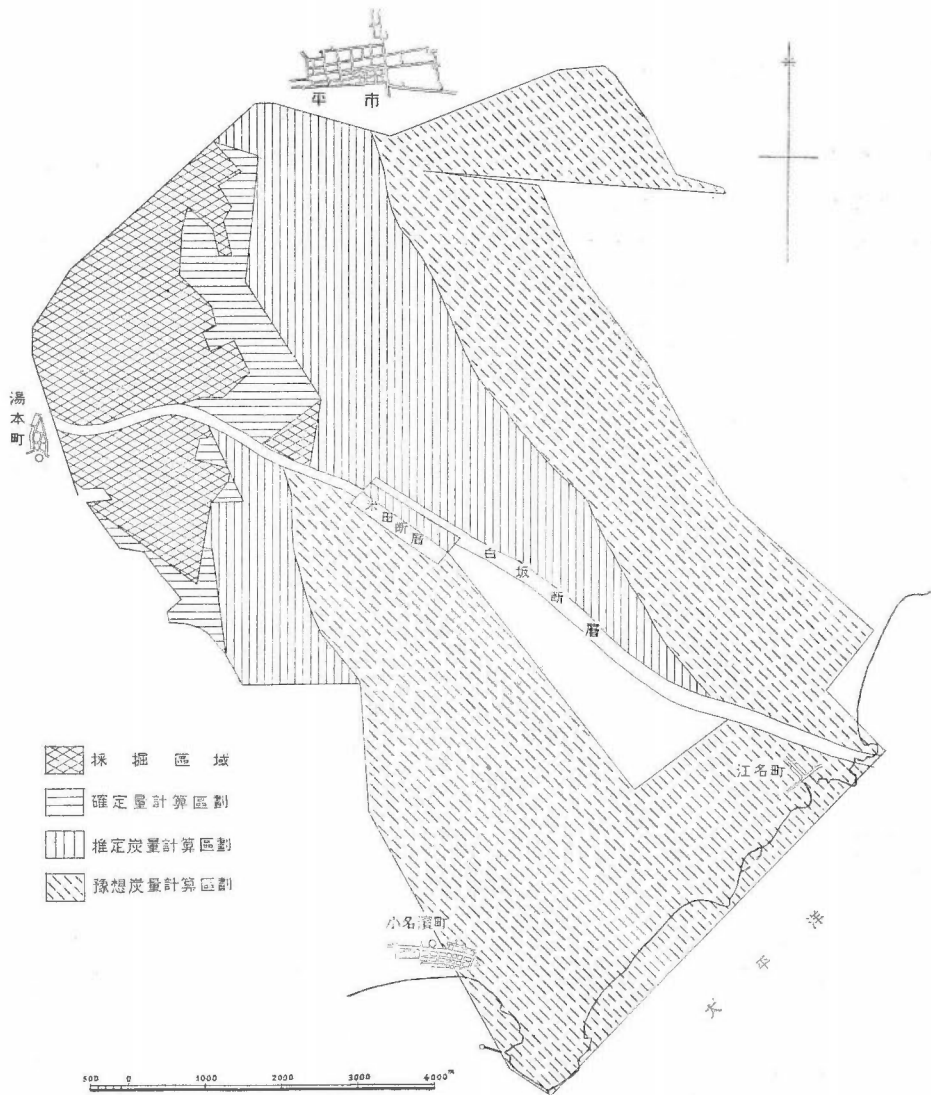 平市
湯本町
米田断層
白坂断層
採掘區域
確定量計算區劃
推定炭量計算區劃
豫想炭量計算區劃
江名町
小名濱町
太平洋
500 0 1000 2000 3000 4000m